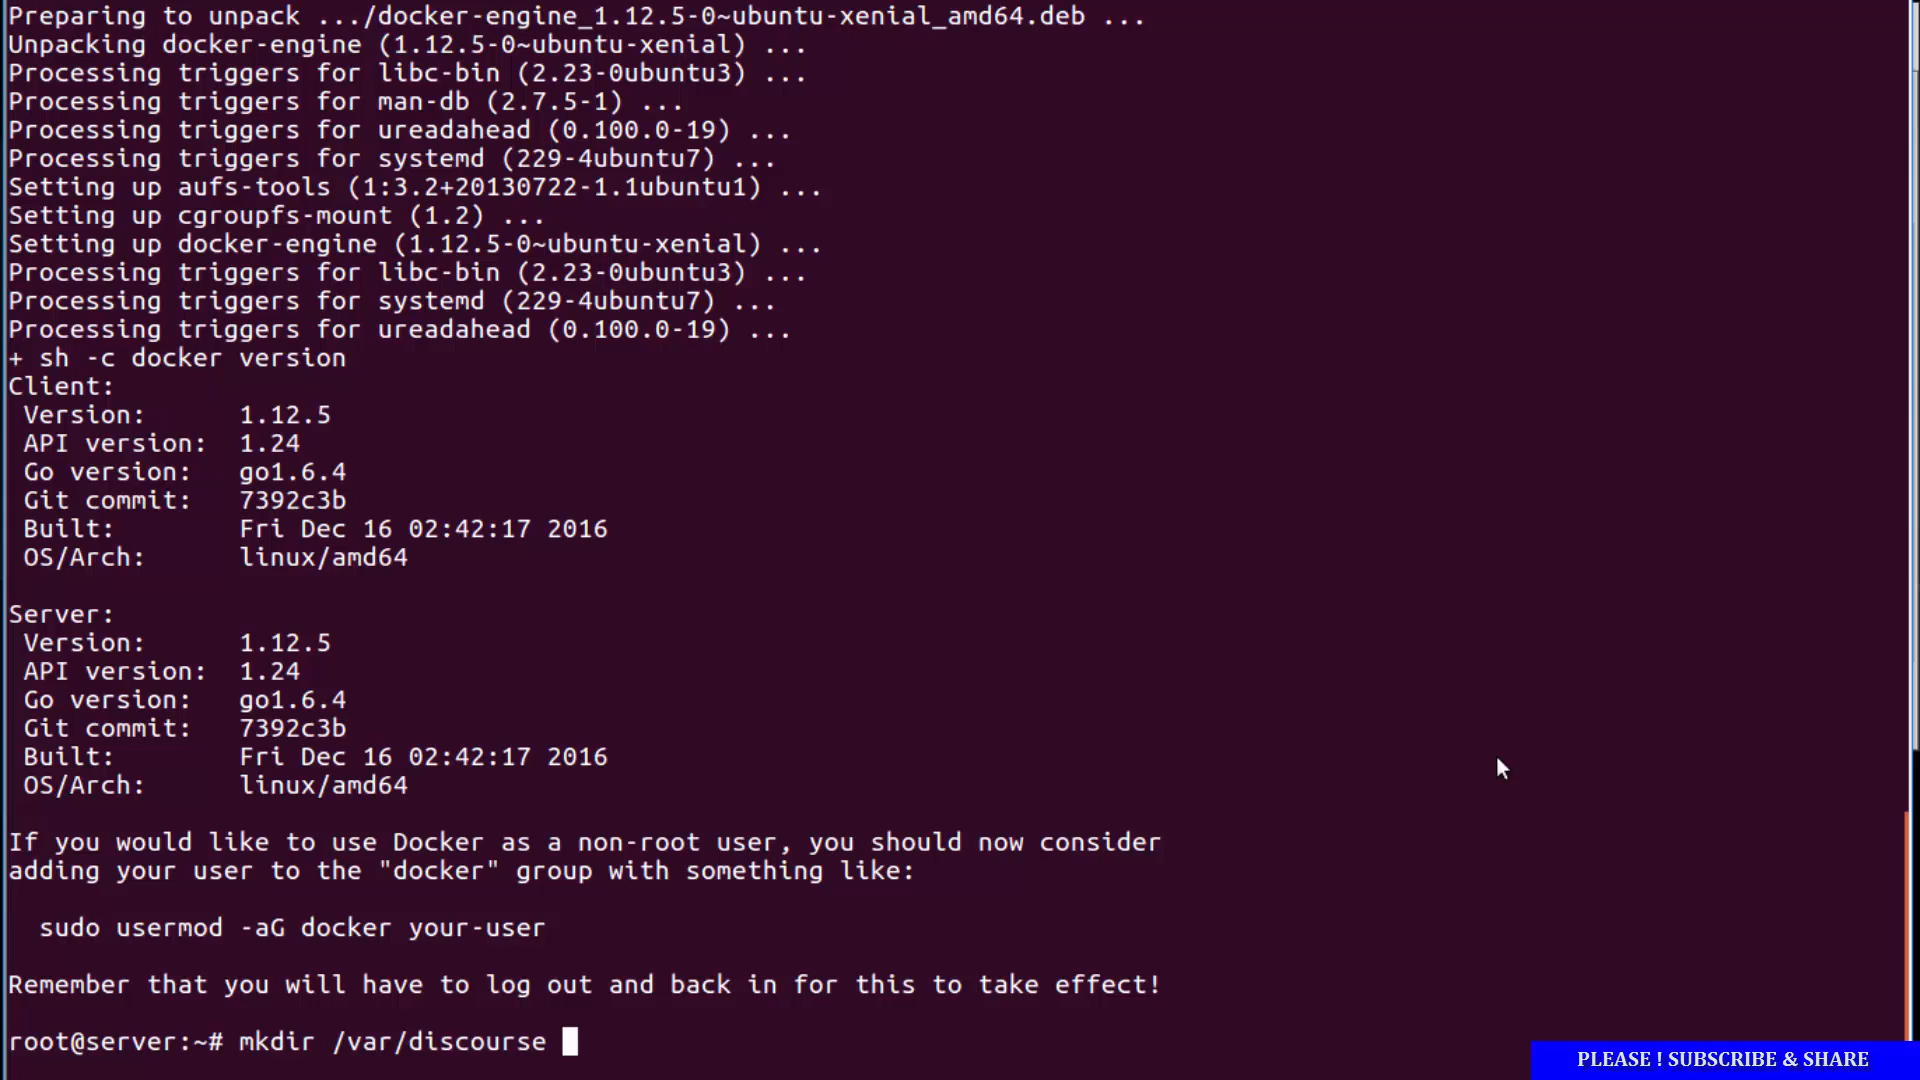 Preparing to unpack .../docker-engine_1.12.5-0~ubuntu-xenial_amd64.deb ...
Unpacking docker-engine (1.12.5-0~ubuntu-xenial) ...
Processing triggers for libc-bin (2.23-0ubuntu3) ...
Processing triggers for man-db (2.7.5-1) ...
Processing triggers for ureadahead (0.100.0-19) ...
Processing triggers for systemd (229-4ubuntu7) ...
Setting up aufs-tools (1:3.2+20130722-1.1ubuntu1) ...
Setting up cgroupfs-mount (1.2) ...
Setting up docker-engine (1.12.5-0~ubuntu-xenial) ...
Processing triggers for libc-bin (2.23-0ubuntu3) ...
Processing triggers for systemd (229-4ubuntu7) ...
Processing triggers for ureadahead (0.100.0-19) ...
+ sh -c docker version
Client:
 Version:      1.12.5
 API version:  1.24
 Go version:   go1.6.4
 Git commit:   7392c3b
 Built:        Fri Dec 16 02:42:17 2016
 OS/Arch:      linux/amd64

Server:
 Version:      1.12.5
 API version:  1.24
 Go version:   go1.6.4
 Git commit:   7392c3b
 Built:        Fri Dec 16 02:42:17 2016
 OS/Arch:      linux/amd64

If you would like to use Docker as a non-root user, you should now consider
adding your user to the "docker" group with something like:

  sudo usermod -aG docker your-user

Remember that you will have to log out and back in for this to take effect!

root@server:~# mkdir /var/discourse
PLEASE ! SUBSCRIBE & SHARE